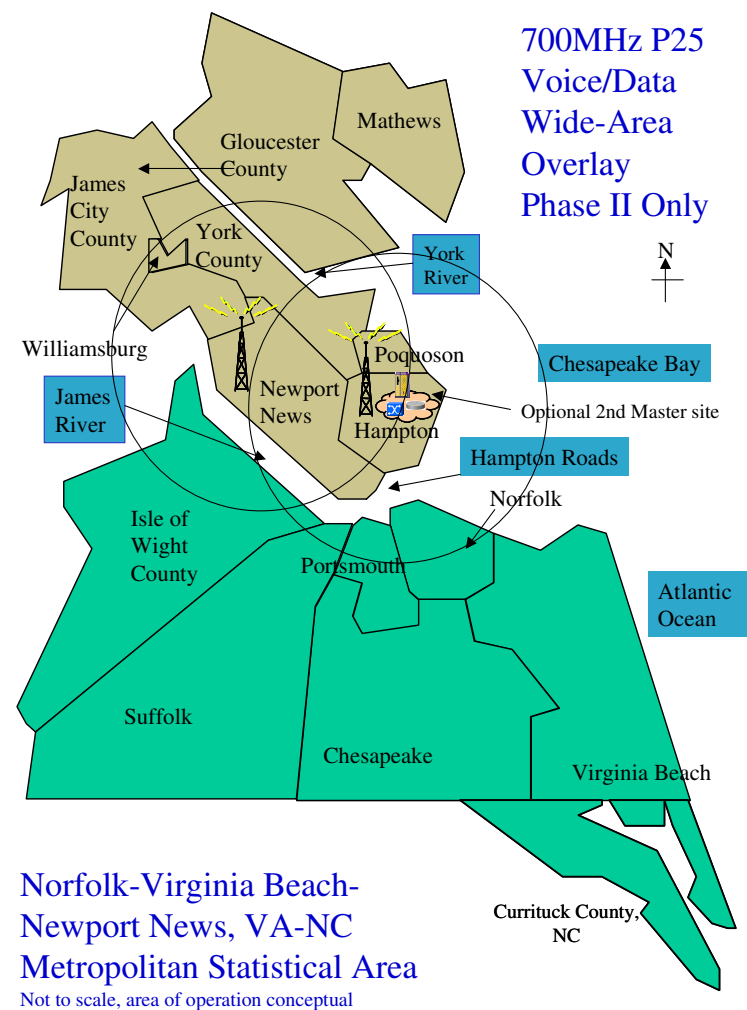 700MHz P25
Voice/Data
Wide-Area
Overlay
Phase II Only
Mathews
Gloucester
County
James
City
County
York
County
York
River
N
Williamsburg
Poquoson
Chesapeake Bay
James
River
Newport
News
Optional 2nd Master site
Hampton
Hampton Roads
Norfolk
Isle of
Wight
County
Portsmouth
Atlantic
Ocean
Suffolk
Chesapeake
Virginia Beach
Norfolk-Virginia Beach-
Newport News, VA-NC
Metropolitan Statistical Area
Not to scale, area of operation conceptual
Currituck County,
NC